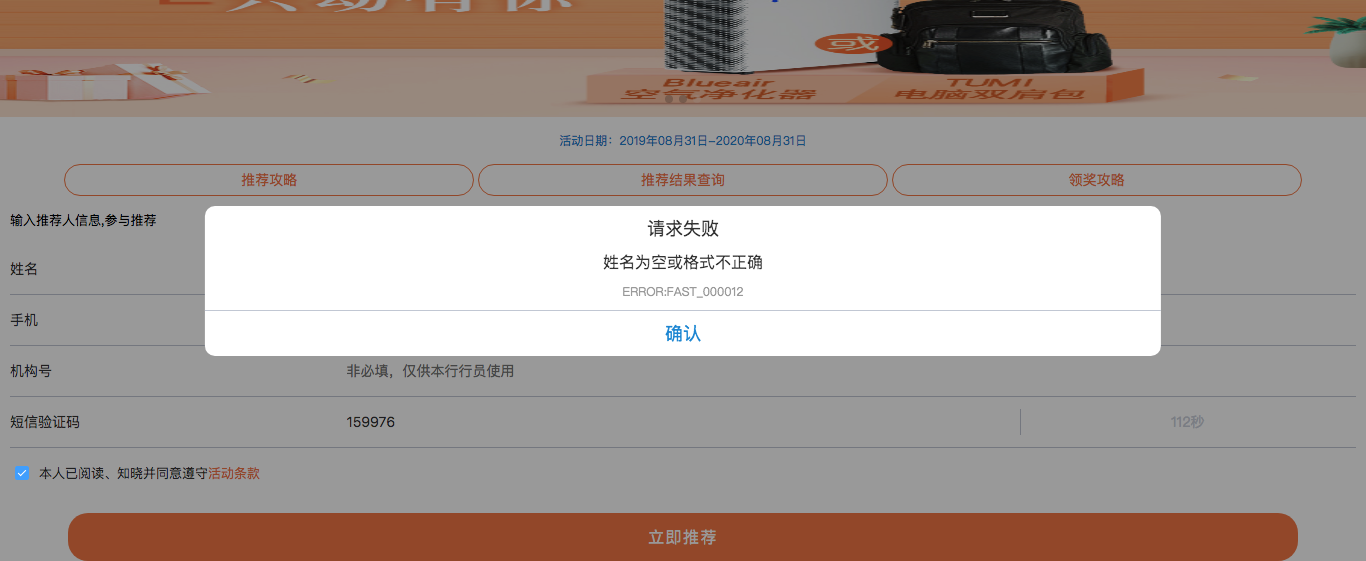 或
Blueair
空气净化器
TUMI
电脑双肩包
活动日期：2019年08月31日-2020年08月31日
推荐攻略
推荐结果查询
领奖攻略
输入推荐人信息,参与推荐
请求失败
姓名为空或格式不正确
ERROR:FAST_000012
确认
姓名
手机
机构号
非必填，仅供本行行员使用
短信验证码
159976
112秒
本人已阅读、知晓并同意遵守活动条款
立即推荐